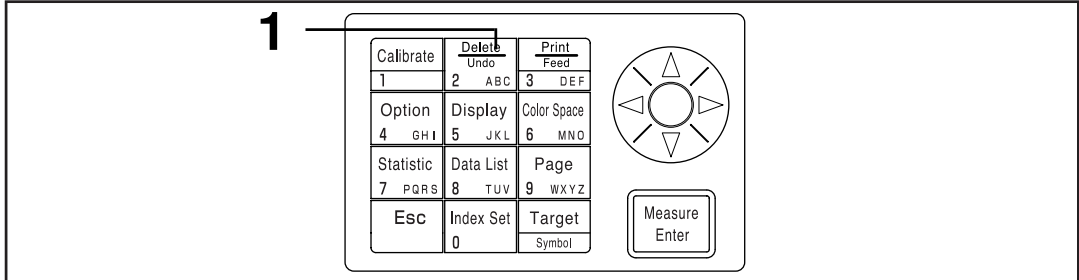 1
Calibrate Delete Print
Undo Feed
1 2 ABC 3 DEF
Option Display Color Space
4 GHI 5 JKL 6 MNO
Statistic Data List Page
7 PQRS 8 TUV 9 WXYZ
Esc Index Set Target
0 Symbol
Measure
Enter